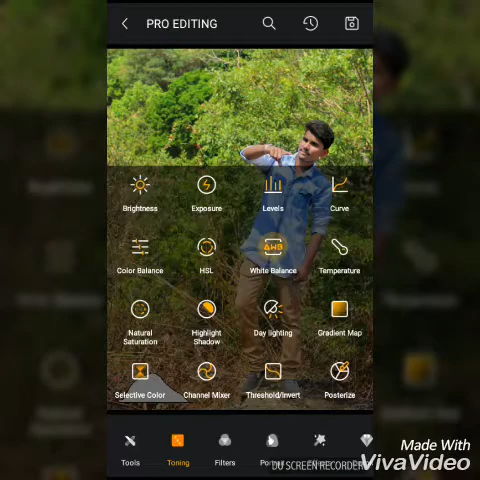 PRO EDITING
Brightness
Exposure
Levels
Curve
Color Balance
HSL
AWB
White Balance
Temperature
Natural
Saturation
Highlight
Shadow
Day lighting
Gradient Map
Selective Color
Channel Mixer
Threshold/Invert
Posterize
Tools
Toning
Filters
DU SCREEN RECORDER
Made With
VivaVideo